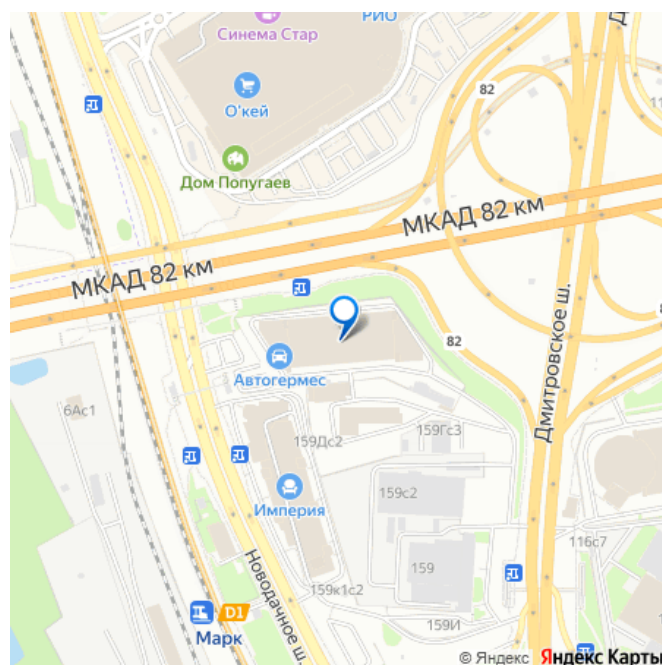 Синема Стар
РИО
82
О'кей
Дом Попугаев
МКАД 82 км
МКАД 82 км
82
Автогермес
Дмитровское ш.
6Ас1
159Дс2
159Гс3
159с2
Империя
116с7
159
159к1с2
159И
Новодачное ш.
D1
Марк
© Яндекс Яндекс Карты